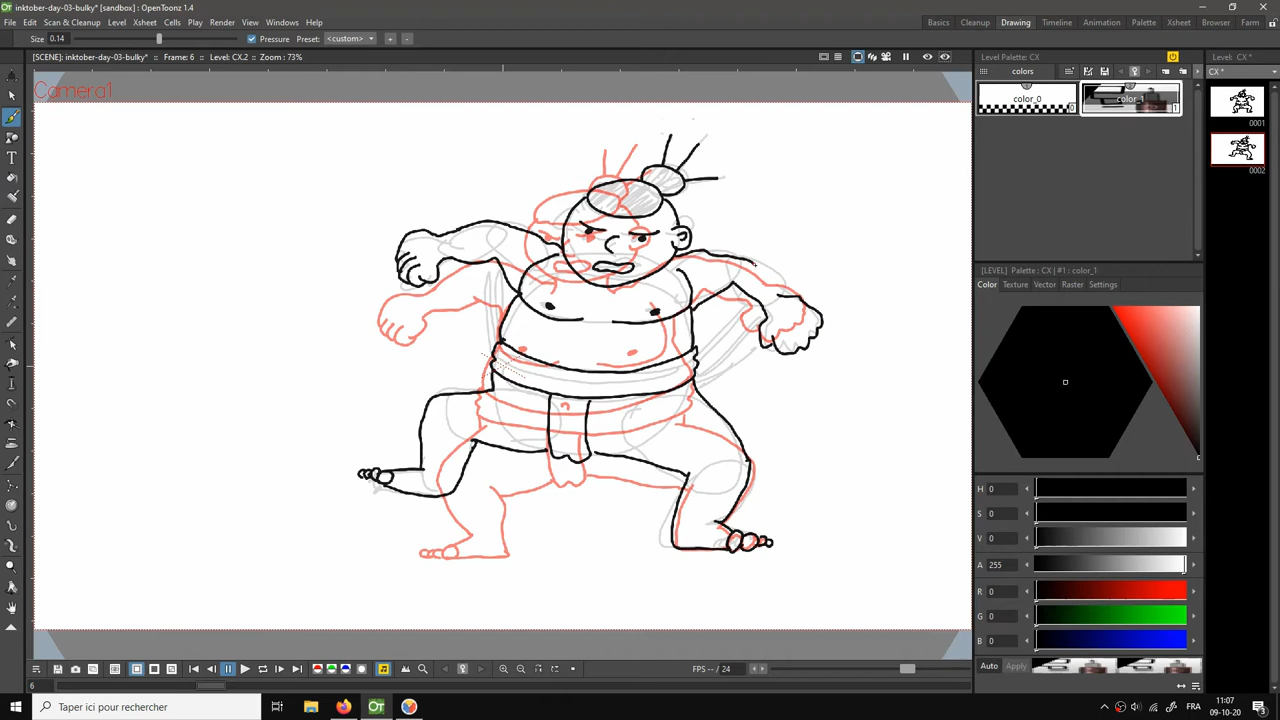 inktober-day-03-bulky* [sandbox] : OpenToonz 1.4
File Edit Scan & Cleanup Level Xsheet Cells Play Render View Windows Help
Basics Cleanup Drawing Timeline Animation Palette Xsheet Browser Farm
Size 0.14 Pressure Preset: <custom> + -
[SCENE]: inktober-day-03-bulky* : Frame: 6 : Level: CX.2 : Zoom : 73%
Level Palette: CX
Level: CX *
colors
CX *
Camera1
color_0
0
color_1
1
0001
0002
[LEVEL] Palette : CX | #1 : color_1
Color Texture Vector Raster Settings
H 0
S 0
V 0
A 255
R 0
G 0
B 0
FPS -- / 24
Auto Apply
6
Taper ici pour rechercher
FRA
11:07
09-10-20
3